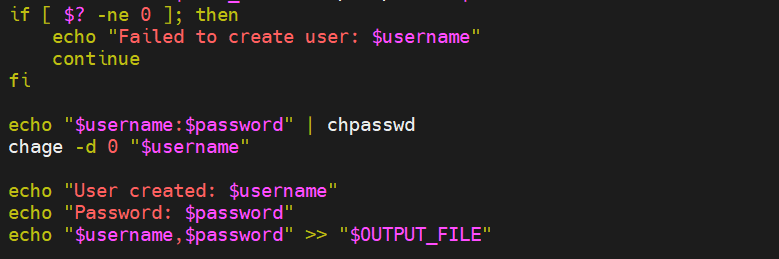 if [ $? -ne 0 ]; then
    echo "Failed to create user: $username"
    continue
fi

echo "$username:$password" | chpasswd
chage -d 0 "$username"

echo "User created: $username"
echo "Password: $password"
echo "$username,$password" >> "$OUTPUT_FILE"